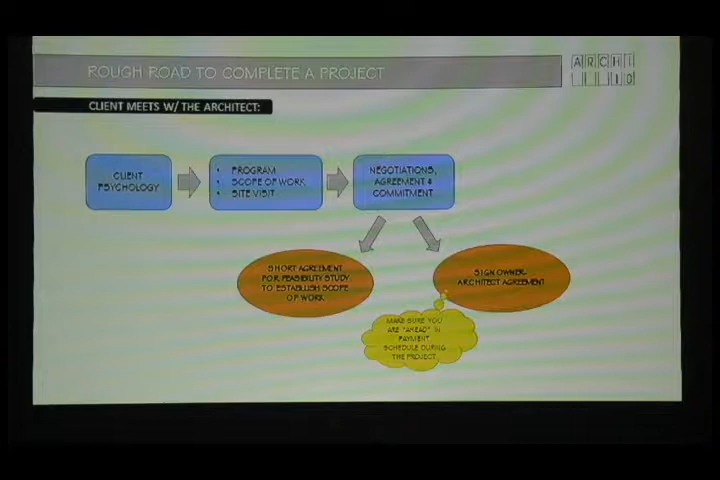 ROUGH ROAD TO COMPLETE A PROJECT
ARCHI
CLIENT MEETS W/ THE ARCHITECT:
CLIENT
PSYCHOLOGY
• PROGRAM
• SCOPE OF WORK
• SITE VISIT
NEGOTIATIONS,
AGREEMENT &
COMMITMENT
SHORT AGREEMENT
FOR FEASIBILITY STUDY
TO ESTABLISH SCOPE
OF WORK
SIGN OWNER-
ARCHITECT AGREEMENT
MAKE SURE YOU
ARE "AHEAD" IN
PAYMENT
SCHEDULE DURING
THE PROJECT